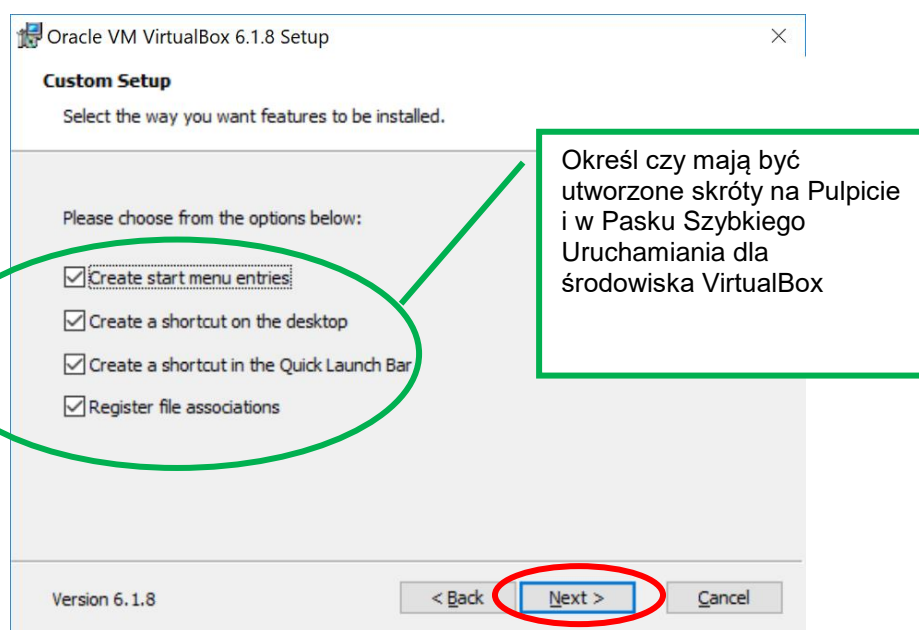 Oracle VM VirtualBox 6.1.8 Setup
Custom Setup
Select the way you want features to be installed.
Określ czy mają być
utworzone skróty na Pulpicie
i w Pasku Szybkiego
Uruchamiania dla
środowiska VirtualBox
Please choose from the options below:
Create start menu entries
Create a shortcut on the desktop
Create a shortcut in the Quick Launch Bar
Register file associations
Version 6.1.8
< Back
Next >
Cancel